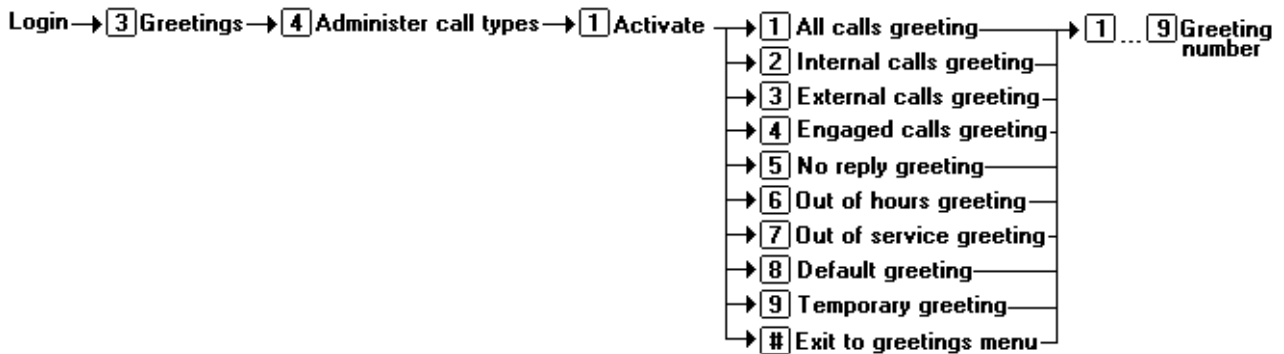 Login 3 Greetings 4 Administer call types 1 Activate 1 All calls greeting 1 ... 9 Greeting
number
2 Internal calls greeting
3 External calls greeting
4 Engaged calls greeting
5 No reply greeting
6 Out of hours greeting
7 Out of service greeting
8 Default greeting
9 Temporary greeting
# Exit to greetings menu